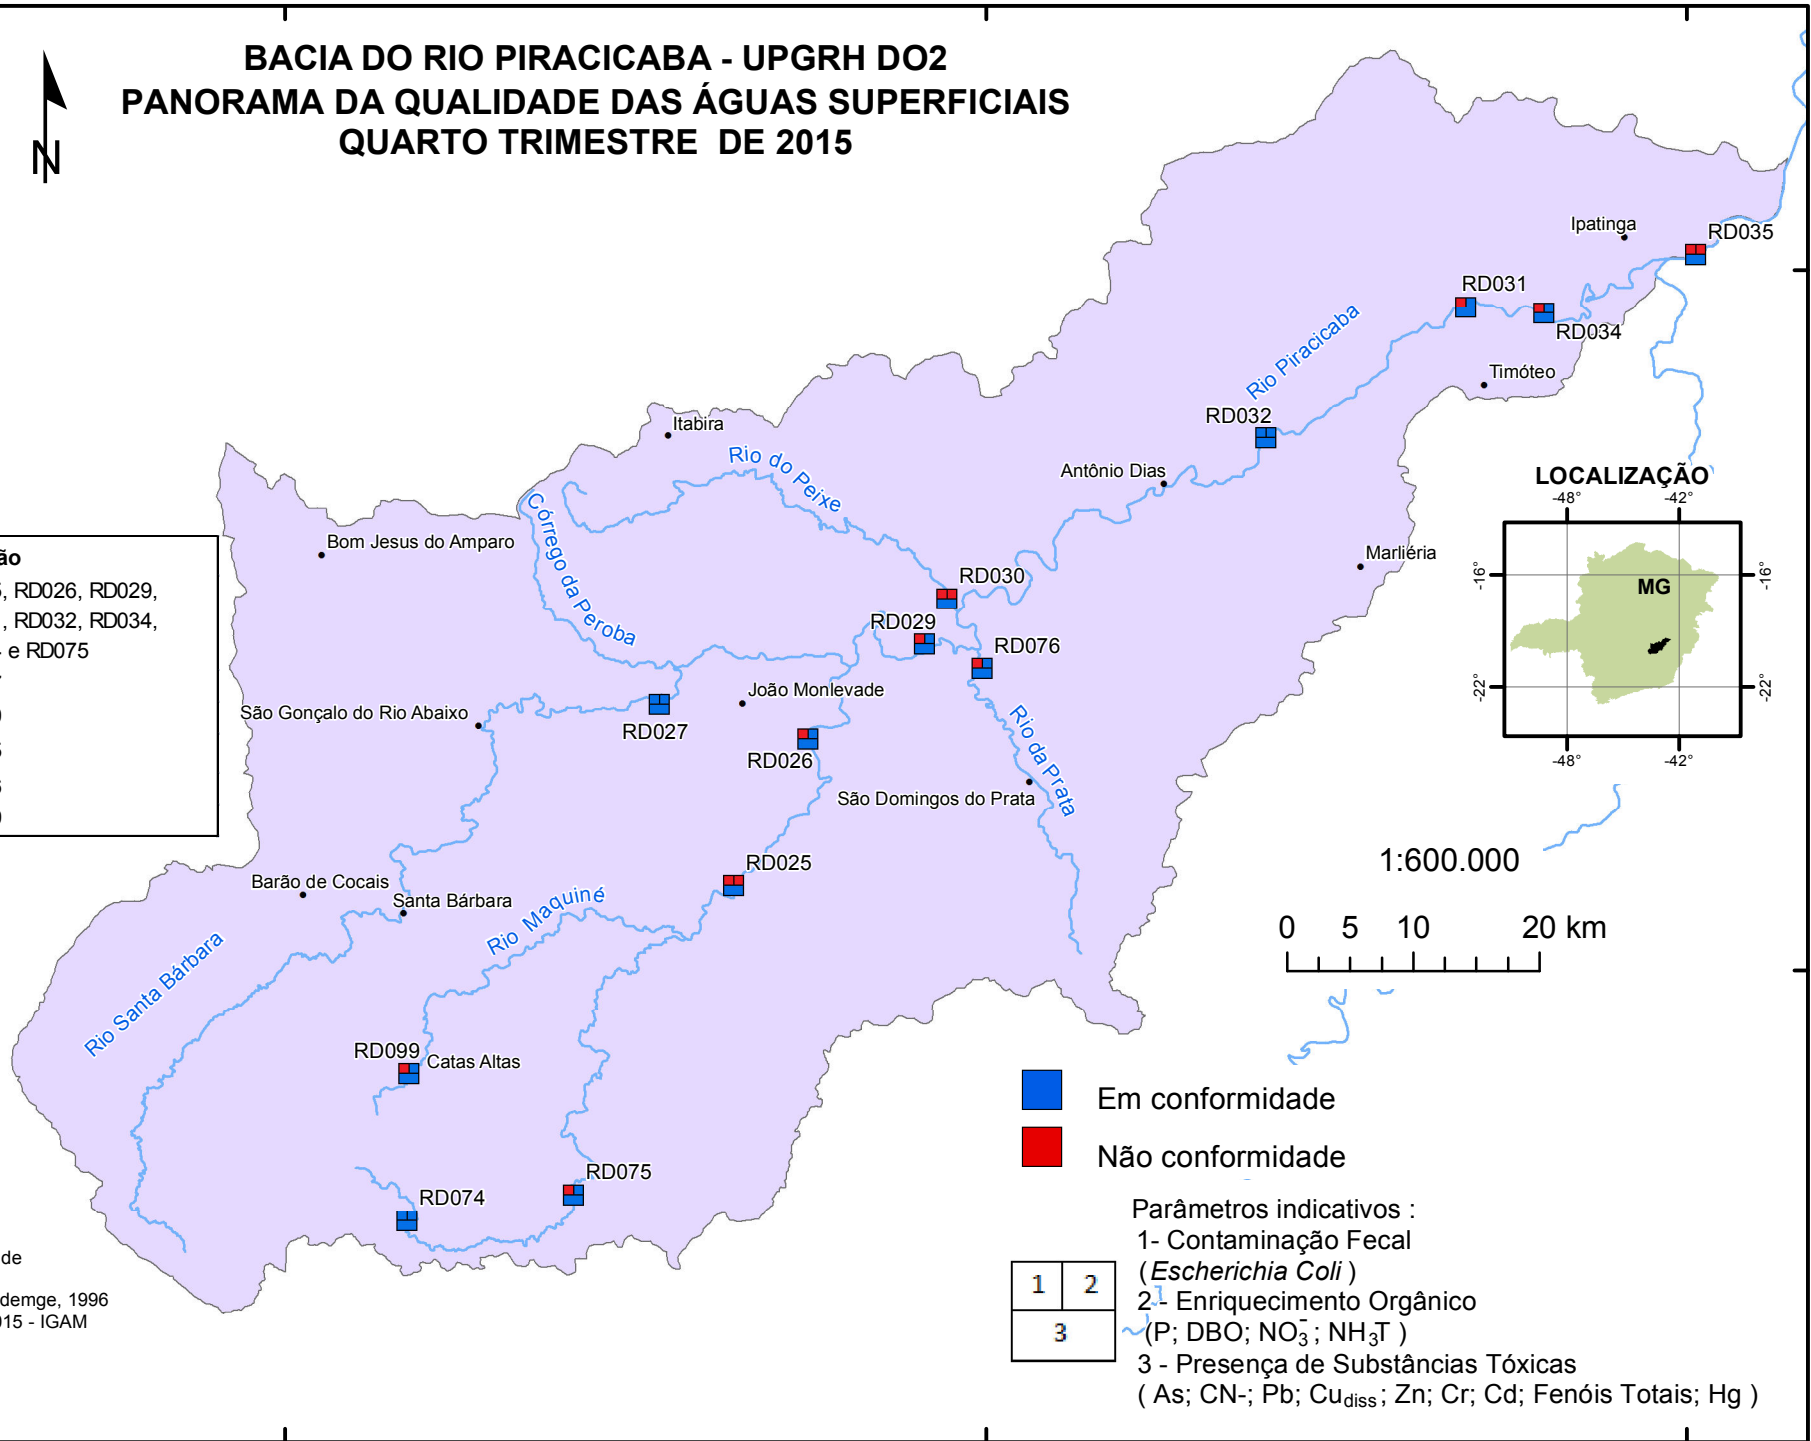 BACIA DO RIO PIRACICABA - UPGRH DO2
PANORAMA DA QUALIDADE DAS ÁGUAS SUPERFICIAIS
QUARTO TRIMESTRE DE 2015
N
Ipatinga
RD035
RD031
RD034
Rio Piracicaba
Timóteo
RD032
Itabira
Rio do Peixe
Antônio Dias
Córrego da Peroba
Bom Jesus do Amparo
Marliéria
RD030
RD029
RD076
João Monlevade
São Gonçalo do Rio Abaixo
RD027
RD026
Rio da Prata
São Domingos do Prata
RD025
Barão de Cocais
Santa Bárbara
Rio Maquiné
Rio Santa Bárbara
RD099
Catas Altas
RD075
RD074
ão
, RD026, RD029,
, RD032, RD034,
e RD075
LOCALIZAÇÃO
-48° -42°
-16° MG -16°
-22° -22°
-48° -42°
1:600.000
0 5 10 20 km
Em conformidade
Não conformidade
Parâmetros indicativos :
1- Contaminação Fecal
(Escherichia Coli )
2 - Enriquecimento Orgânico
(P; DBO; NO₃⁻; NH₃T )
3 - Presença de Substâncias Tóxicas
( As; CN-; Pb; Cudiss; Zn; Cr; Cd; Fenóis Totais; Hg )
1 2
3
de
demge, 1996
015 - IGAM